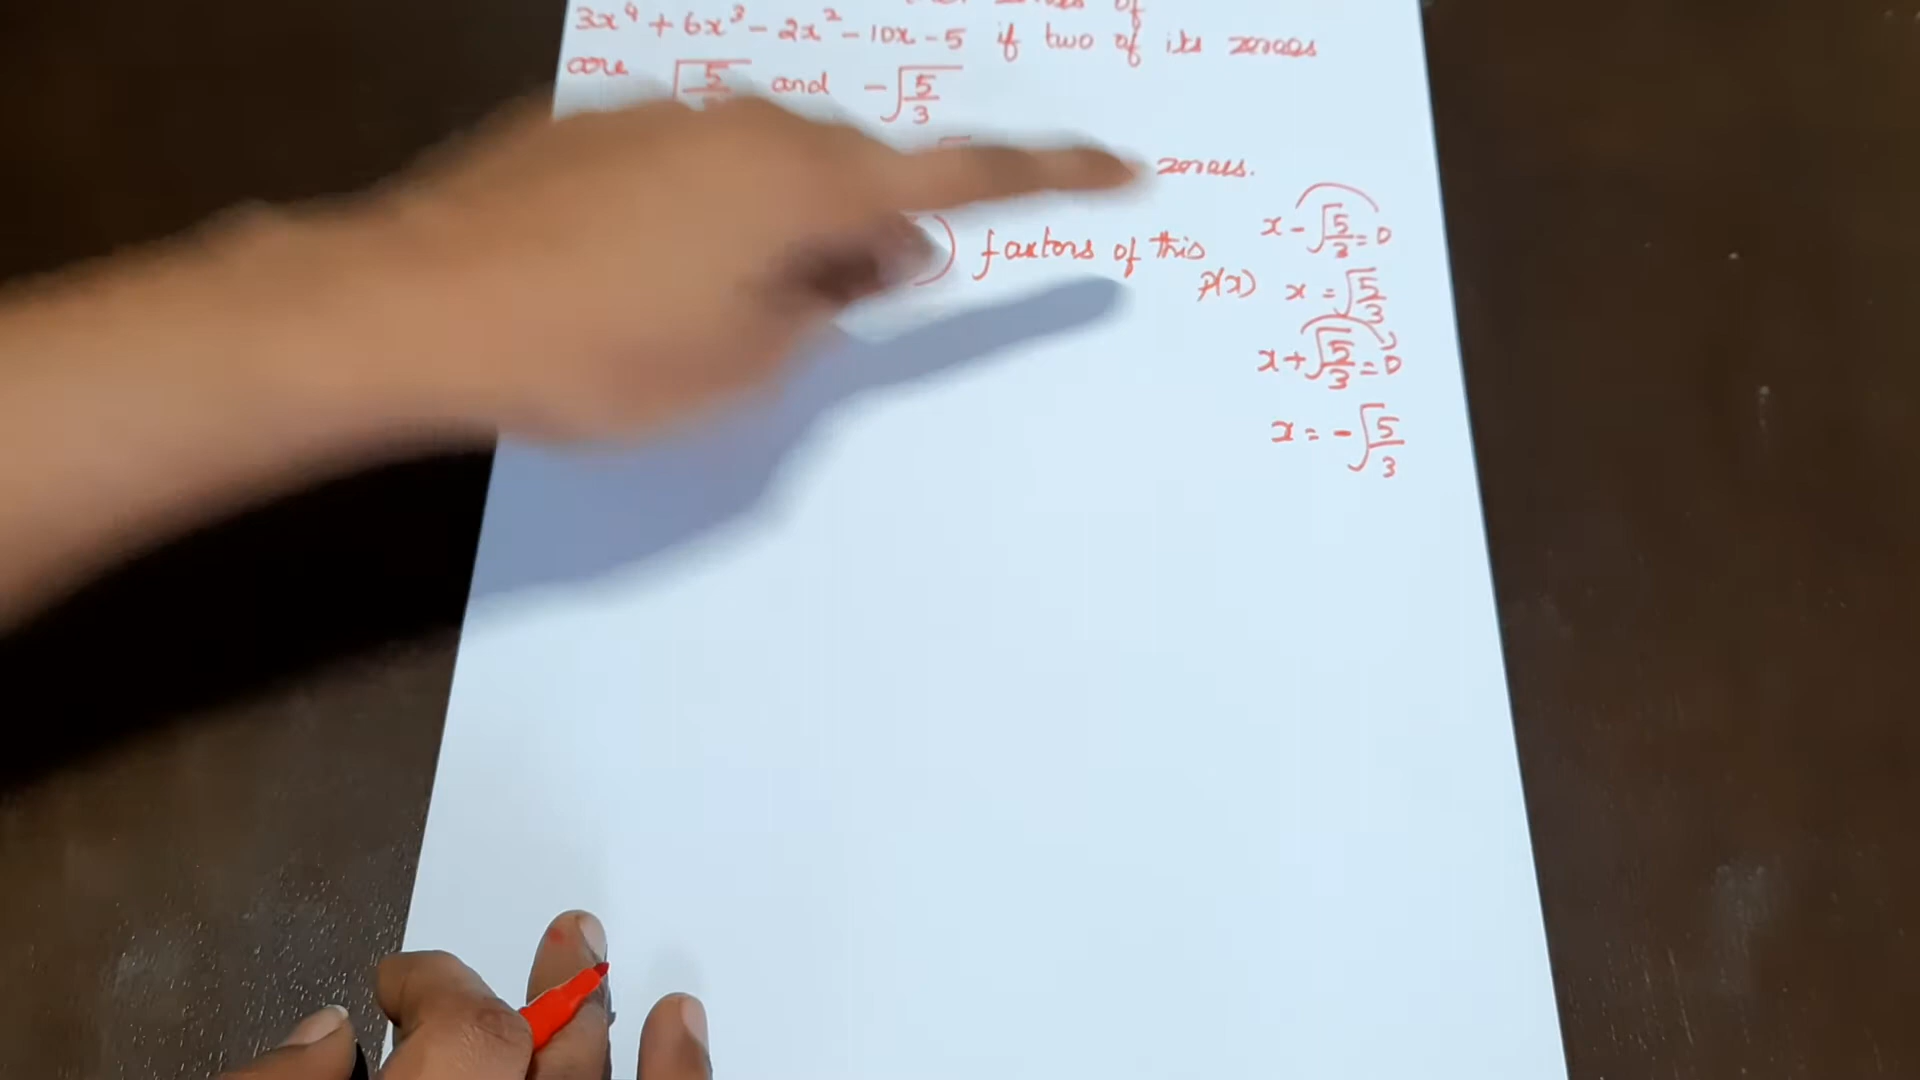 of
3x⁴ + 6x³ - 2x² - 10x - 5 if two of its zeroes
are √5 and -√5/3
zeroes.
x - √5/3 = 0
) factors of this
p(x) x = √5/3
x + √5/3 = 0
x = -√5/3